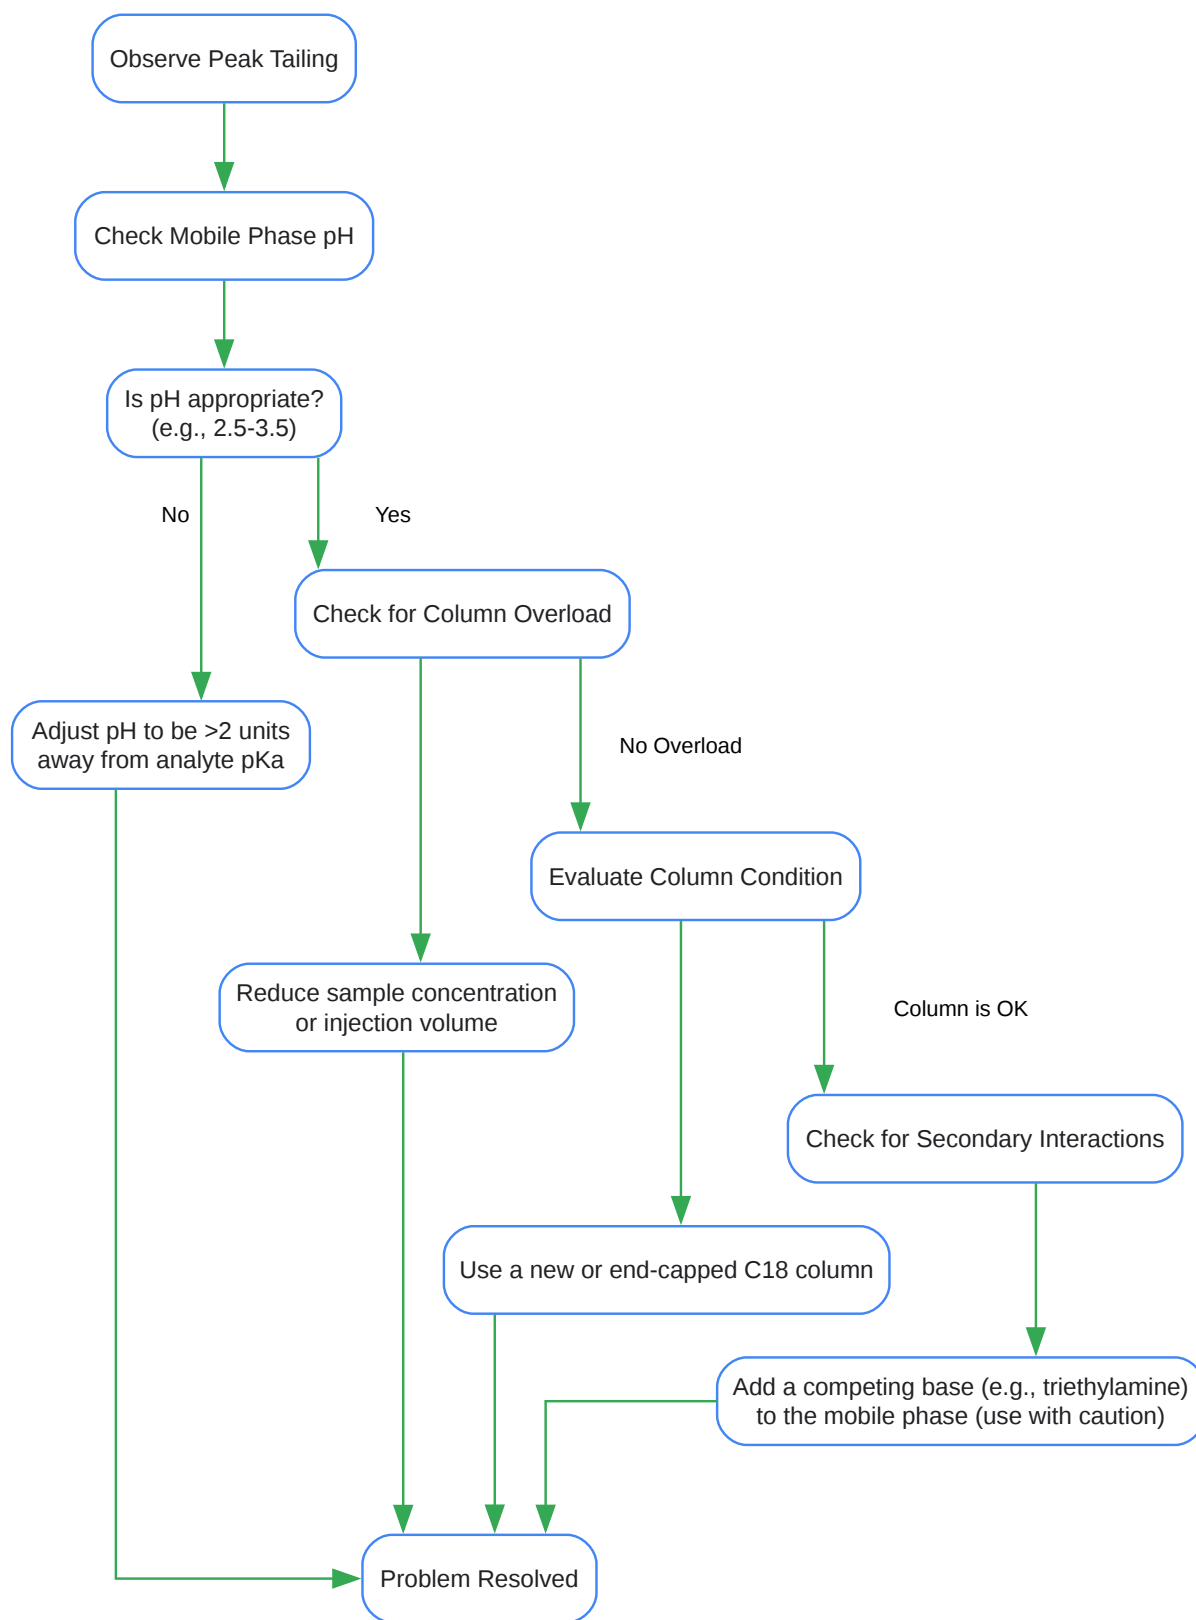 Observe Peak Tailing
Check Mobile Phase pH
Is pH appropriate?
(e.g., 2.5-3.5)
No
Yes
Check for Column Overload
Adjust pH to be >2 units
away from analyte pKa
No Overload
Evaluate Column Condition
Reduce sample concentration
or injection volume
Column is OK
Check for Secondary Interactions
Use a new or end-capped C18 column
Add a competing base (e.g., triethylamine)
to the mobile phase (use with caution)
Problem Resolved